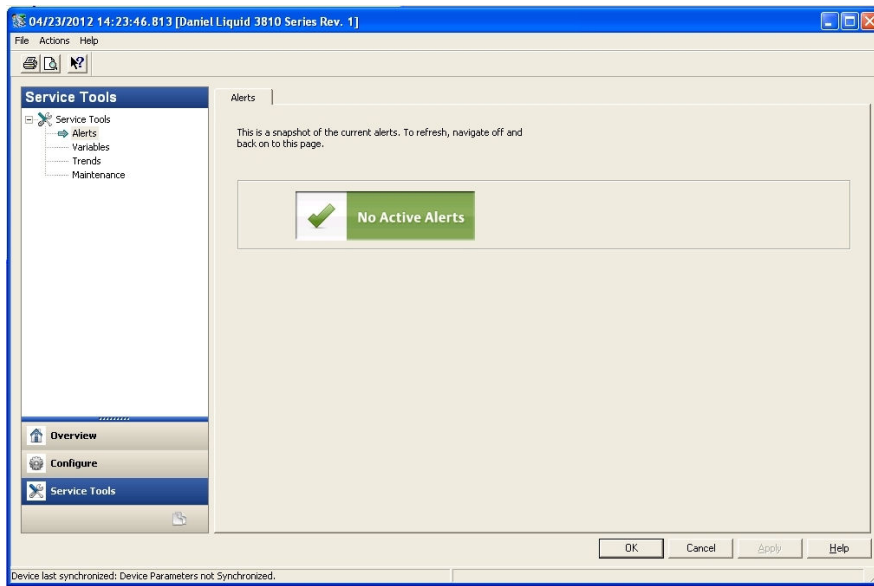 04/23/2012 14:23:46.813 [Daniel Liquid 3810 Series Rev. 1]
File Actions Help
Service Tools
Service Tools
Alerts
Variables
Trends
Maintenance
Overview
Configure
Service Tools
Alerts
This is a snapshot of the current alerts. To refresh, navigate off and
back on to this page.
No Active Alerts
OK Cancel Apply Help
Device last synchronized: Device Parameters not Synchronized.